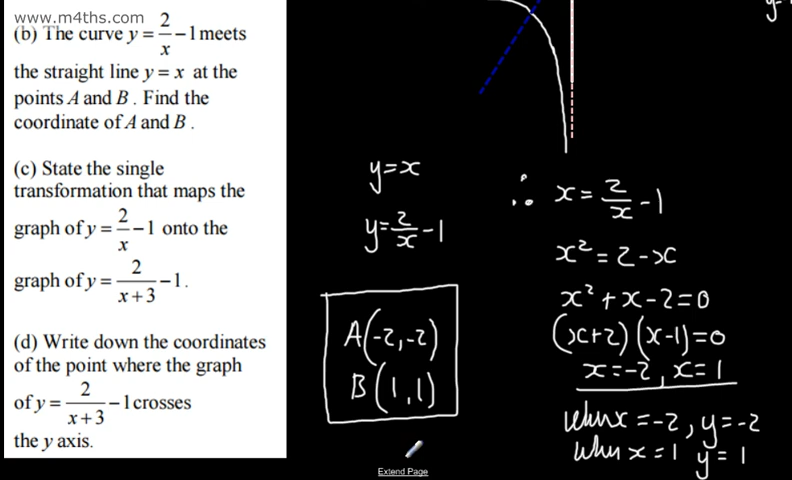 www.m4ths.com
(b) The curve y = 2/x − 1 meets
the straight line y = x at the
points A and B . Find the
coordinate of A and B .
(c) State the single
transformation that maps the
graph of y = 2/x − 1 onto the
graph of y = 2/(x+3) − 1.
(d) Write down the coordinates
of the point where the graph
of y = 2/(x+3) − 1 crosses
the y axis.
y=x
y=2/x-1
A(-2,-2)
B(1,1)
∴ x = 2/x - 1
x² = 2 - x
x² + x - 2 = 0
(x+2)(x-1)=0
x=-2, x=1
when x = -2, y = -2
when x = 1 y = 1
Extend Page